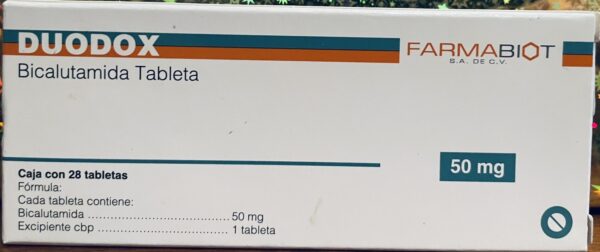 DUODOX
Bicalutamida Tableta
FARMABIOT
S.A. DE C.V.
50 mg
Caja con 28 tabletas
Fórmula:
Cada tableta contiene:
Bicalutamida ........................................ 50 mg
Excipiente cbp ..................................... 1 tableta